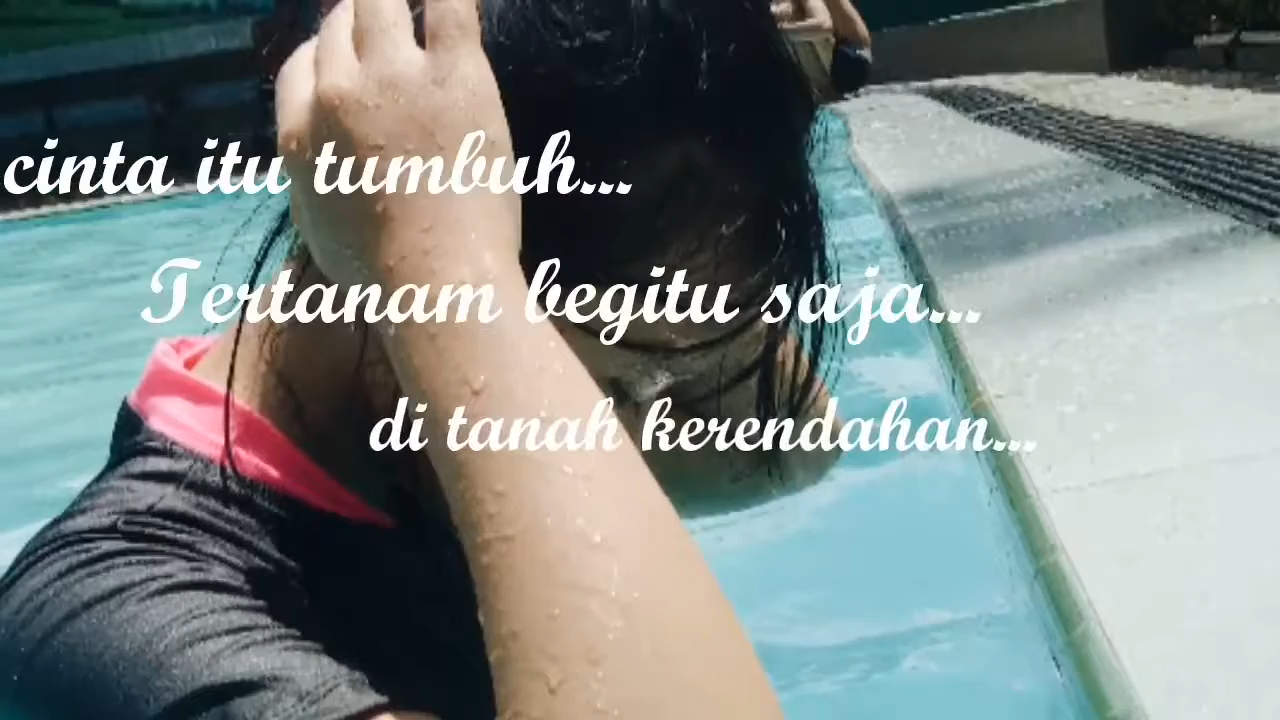 cinta itu tumbuh...
Tertanam begitu saja...
di tanah kerendahan...